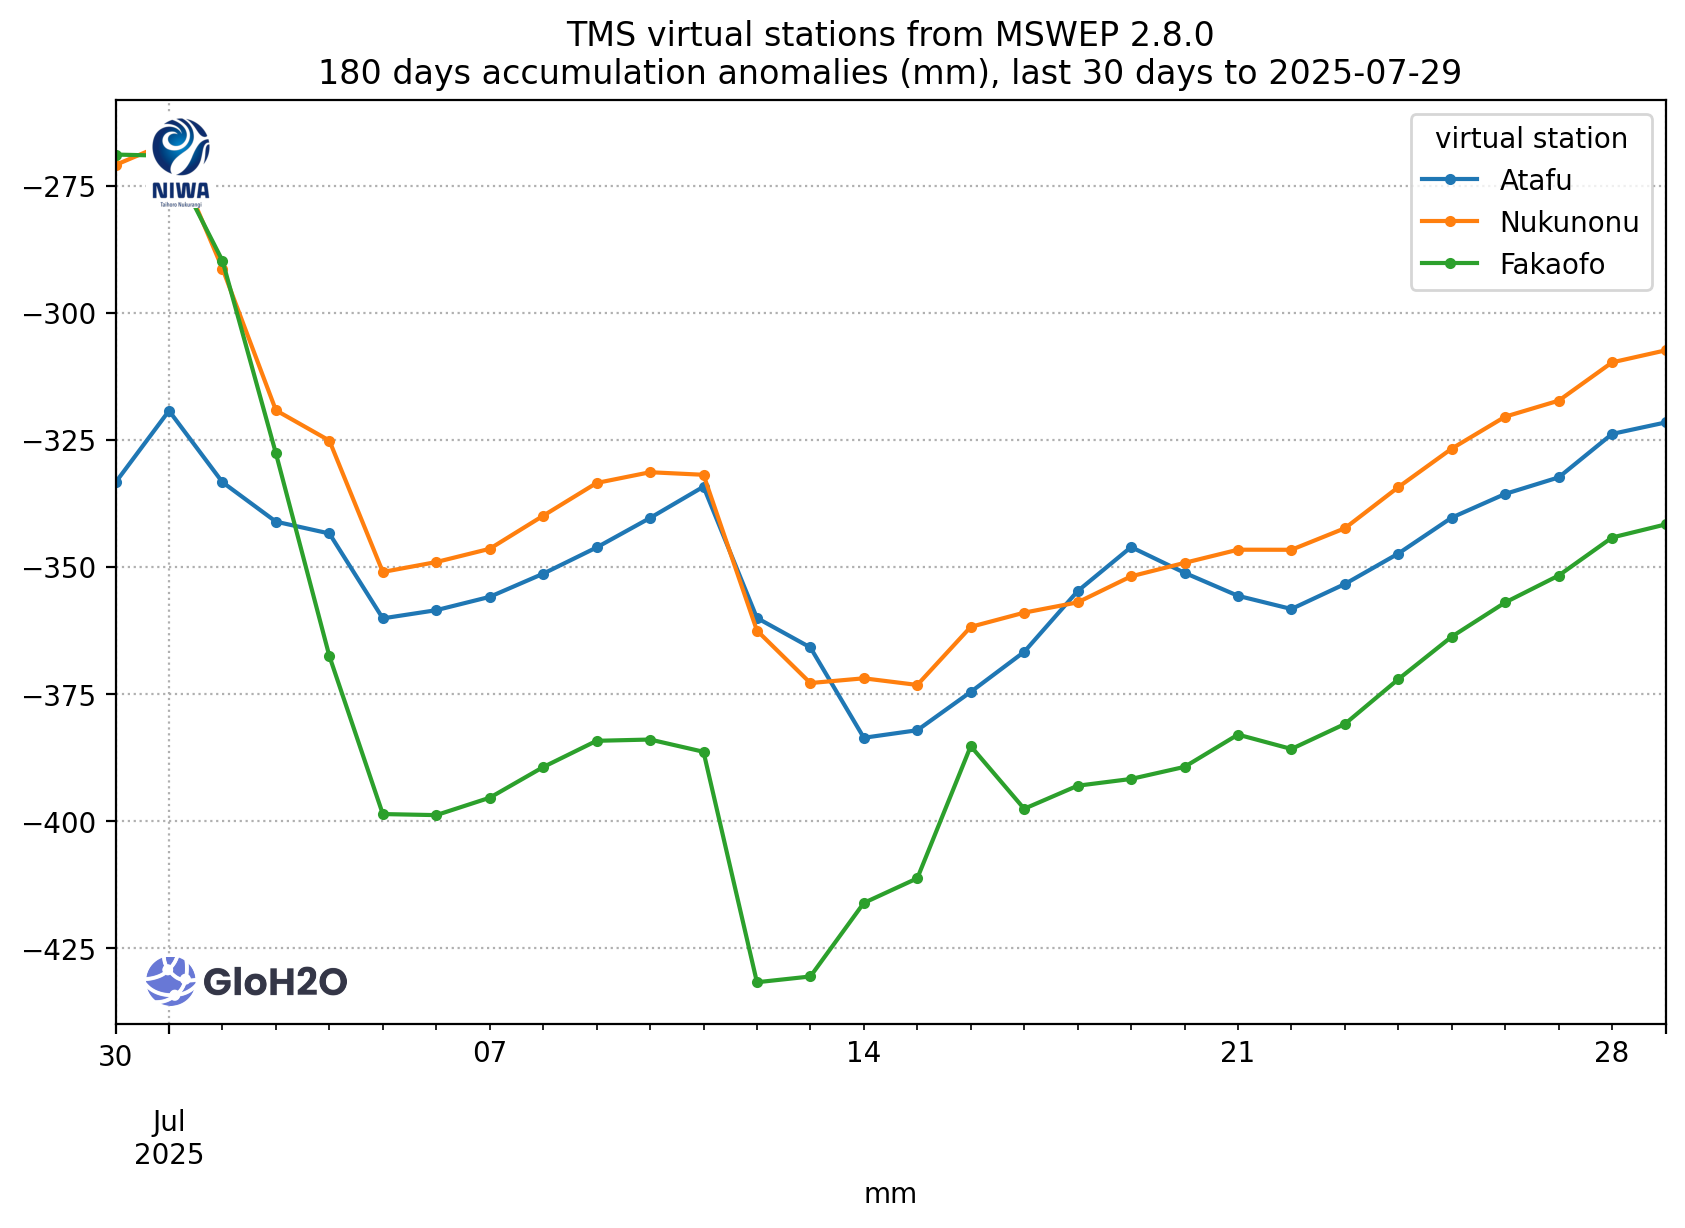 TMS virtual stations from MSWEP 2.8.0
180 days accumulation anomalies (mm), last 30 days to 2025-07-29
virtual station
Atafu
Nukunonu
Fakaofo
NIWA
Taihoro Nukurangi
−275
−300
−325
−350
−375
−400
−425
GloH2O
30
07
14
21
28
Jul
2025
mm